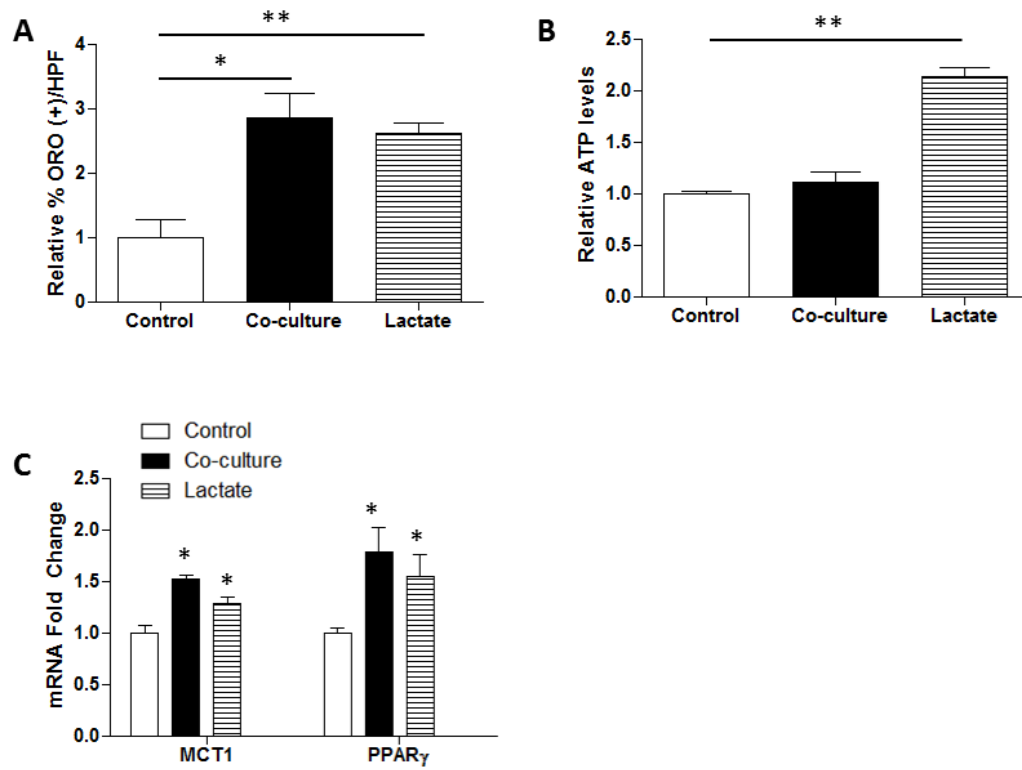 A
Relative % ORO (+)/HPF
4
3
2
1
0
**
*
Control
Co-culture
Lactate
B
Relative ATP levels
2.5
2.0
1.5
1.0
0.5
0.0
**
Control
Co-culture
Lactate
C
Control
Co-culture
Lactate
mRNA Fold Change
2.5
2.0
1.5
1.0
0.5
0.0
*
*
*
*
MCT1
PPARγ